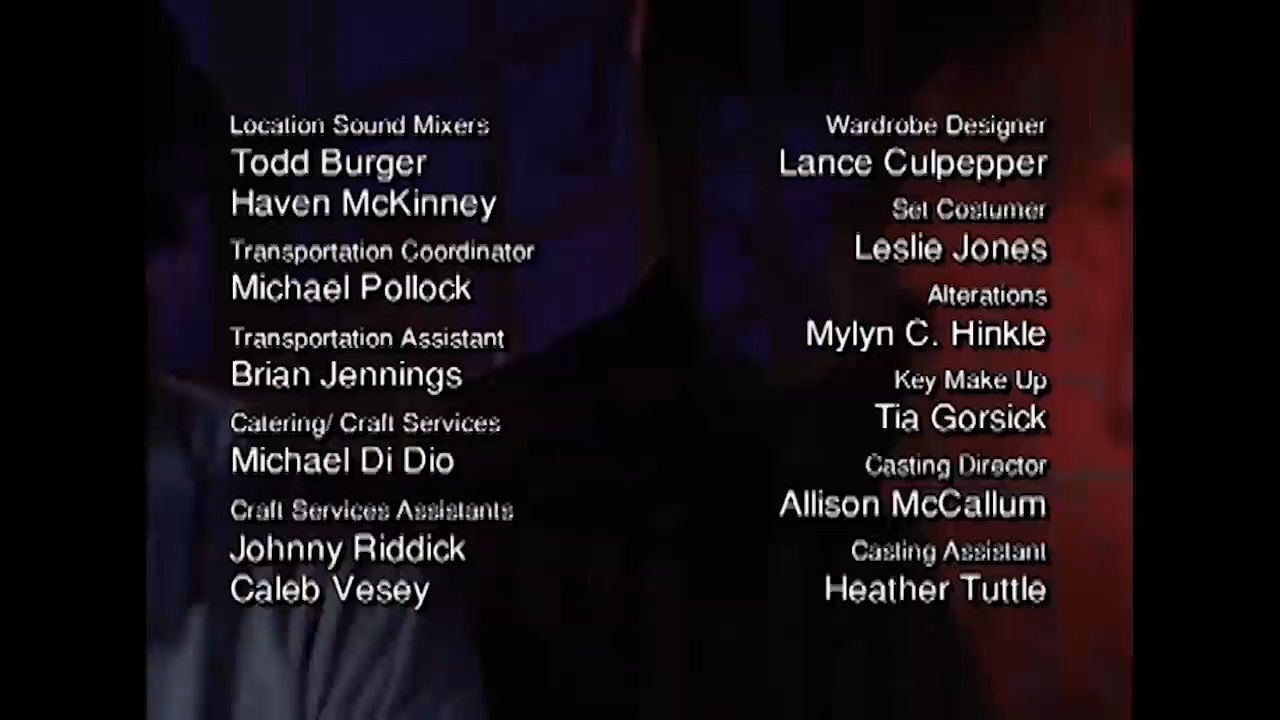 Location Sound Mixers
Todd Burger
Haven McKinney
Transportation Coordinator
Michael Pollock
Transportation Assistant
Brian Jennings
Catering/ Craft Services
Michael Di Dio
Craft Services Assistants
Johnny Riddick
Caleb Vesey
Wardrobe Designer
Lance Culpepper
Set Costumer
Leslie Jones
Alterations
Mylyn C. Hinkle
Key Make Up
Tia Gorsick
Casting Director
Allison McCallum
Casting Assistant
Heather Tuttle